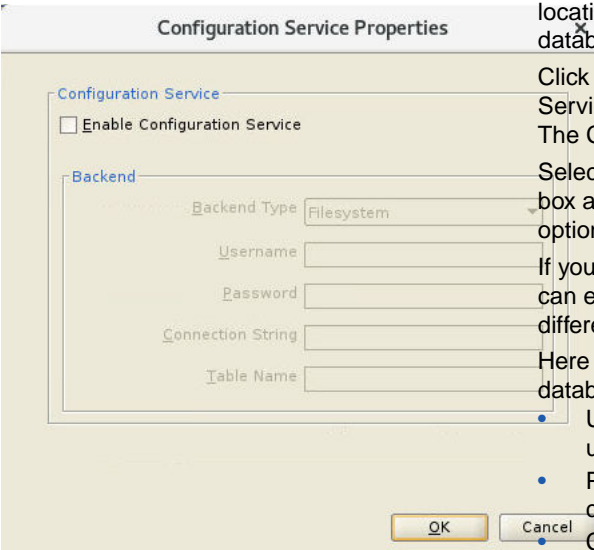 Configuration Service Properties
Configuration Service
Enable Configuration Service
Backend
Backend Type Filesystem
Username
Password
Connection String
Table Name
OK Cancel
Click
The
If you
can
Here